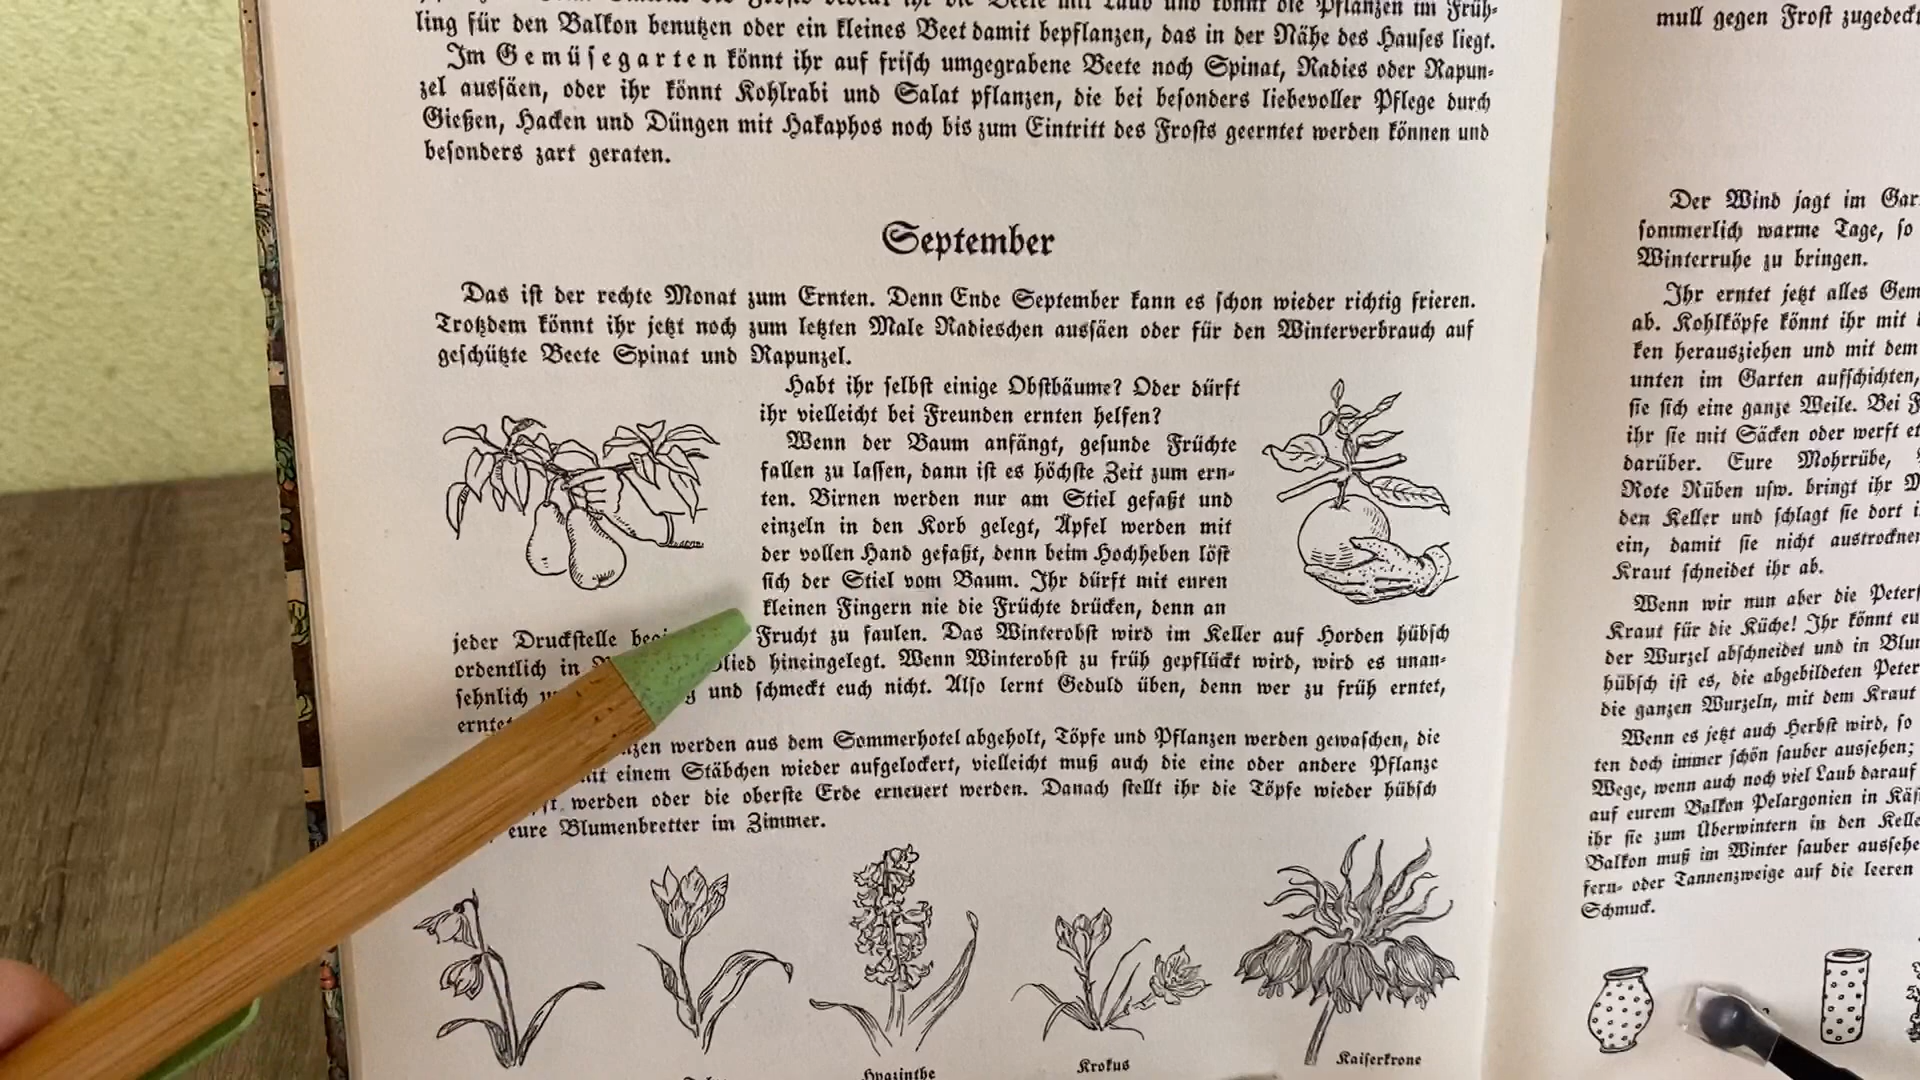 ling für den Balkon benutzen oder ein kleines Beet damit bepflanzen, das in der Nähe des Hauses liegt.
Im Gemüsegarten könnt ihr auf frisch umgegrabene Beete noch Spinat, Radies oder Rapun-
zel aussäen, oder ihr könnt Kohlrabi und Salat pflanzen, die bei besonders liebevoller Pflege durch
Gießen, Hacken und Düngen mit Hakaphos noch bis zum Eintritt des Frosts geerntet werden können und
besonders zart geraten.
September
Das ist der rechte Monat zum Ernten. Denn Ende September kann es schon wieder richtig frieren.
Trotzdem könnt ihr jetzt noch zum letzten Male Radieschen aussäen oder für den Winterverbrauch auf
geschützte Beete Spinat und Rapunzel.
Habt ihr selbst einige Obstbäume? Oder dürft
ihr vielleicht bei Freunden ernten helfen?
Wenn der Baum anfängt, gesunde Früchte
fallen zu lassen, dann ist es höchste Zeit zum ern-
ten. Birnen werden nur am Stiel gefaßt und
einzeln in den Korb gelegt, Äpfel werden mit
der vollen Hand gefaßt, denn beim Hochheben löst
sich der Stiel vom Baum. Ihr dürft mit euren
kleinen Fingern nie die Früchte drücken, denn an
jeder Druckstelle Frucht zu faulen. Das Winterobst wird im Keller auf Horden hübsch
ordentlich in hineingelegt. Wenn Winterobst zu früh gepflückt wird, wird es unan-
sehnlich und schmeckt euch nicht. Also lernt Geduld üben, denn wer zu früh erntet,
erntet
werden aus dem Sommerhotel abgeholt, Töpfe und Pflanzen werden gewaschen, die
mit einem Stäbchen wieder aufgelockert, vielleicht muß auch die eine oder andere Pflanze
werden oder die oberste Erde erneuert werden. Danach stellt ihr die Töpfe wieder hübsch
eure Blumenbretter im Zimmer.
Hyazinthe
Krokus
Kaiserkrone
mull gegen Frost zugedeckt
Der Wind jagt im
sommerlich warme Tage, so
Winterruhe zu bringen.
Ihr erntet jetzt alles
ab. Kohlköpfe könnt ihr mit
ken herausziehen und mit dem
unten im Garten aufschichten,
sie sich eine ganze Weile. Bei
ihr sie mit Säcken oder werft
darüber. Eure Mohrrübe,
Rote Rüben usw. bringt ihr
den Keller und schlagt sie dort
ein, damit sie nicht
Kraut schneidet ihr ab.
Wenn wir nun aber die
Kraut für die Küche! Ihr könnt
der Wurzel abschneidet und in
hübsch ist es, die abgebildeten
die ganzen Wurzeln, mit dem Kraut
Wenn es jetzt auch Herbst wird, so
ten doch immer schön sauber aussehen;
Wege, wenn auch noch viel Laub darauf
auf eurem Balkon Pelargonien in
ihr sie zum Überwintern in den
Balkon muß im Winter sauber
fern- oder Tannenzweige auf die leeren
Schmuck.